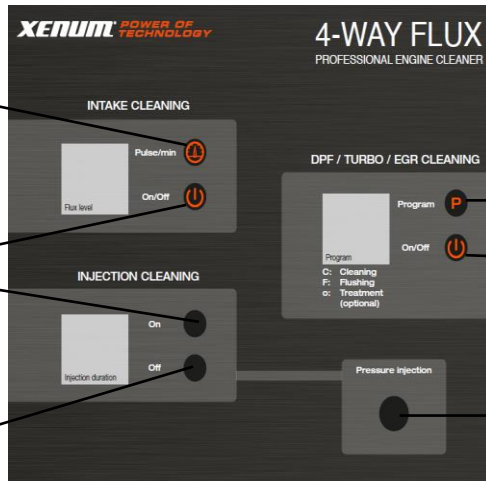 XENUM POWER OF
TECHNOLOGY
4-WAY FLUX
PROFESSIONAL ENGINE CLEANER
INTAKE CLEANING
Pulse/min
On/Off
Flux level
DPF / TURBO / EGR CLEANING
Program
P
On/Off
Program
C: Cleaning
F: Flushing
o: Treatment
(optional)
INJECTION CLEANING
On
Off
Injection duration
Pressure injection